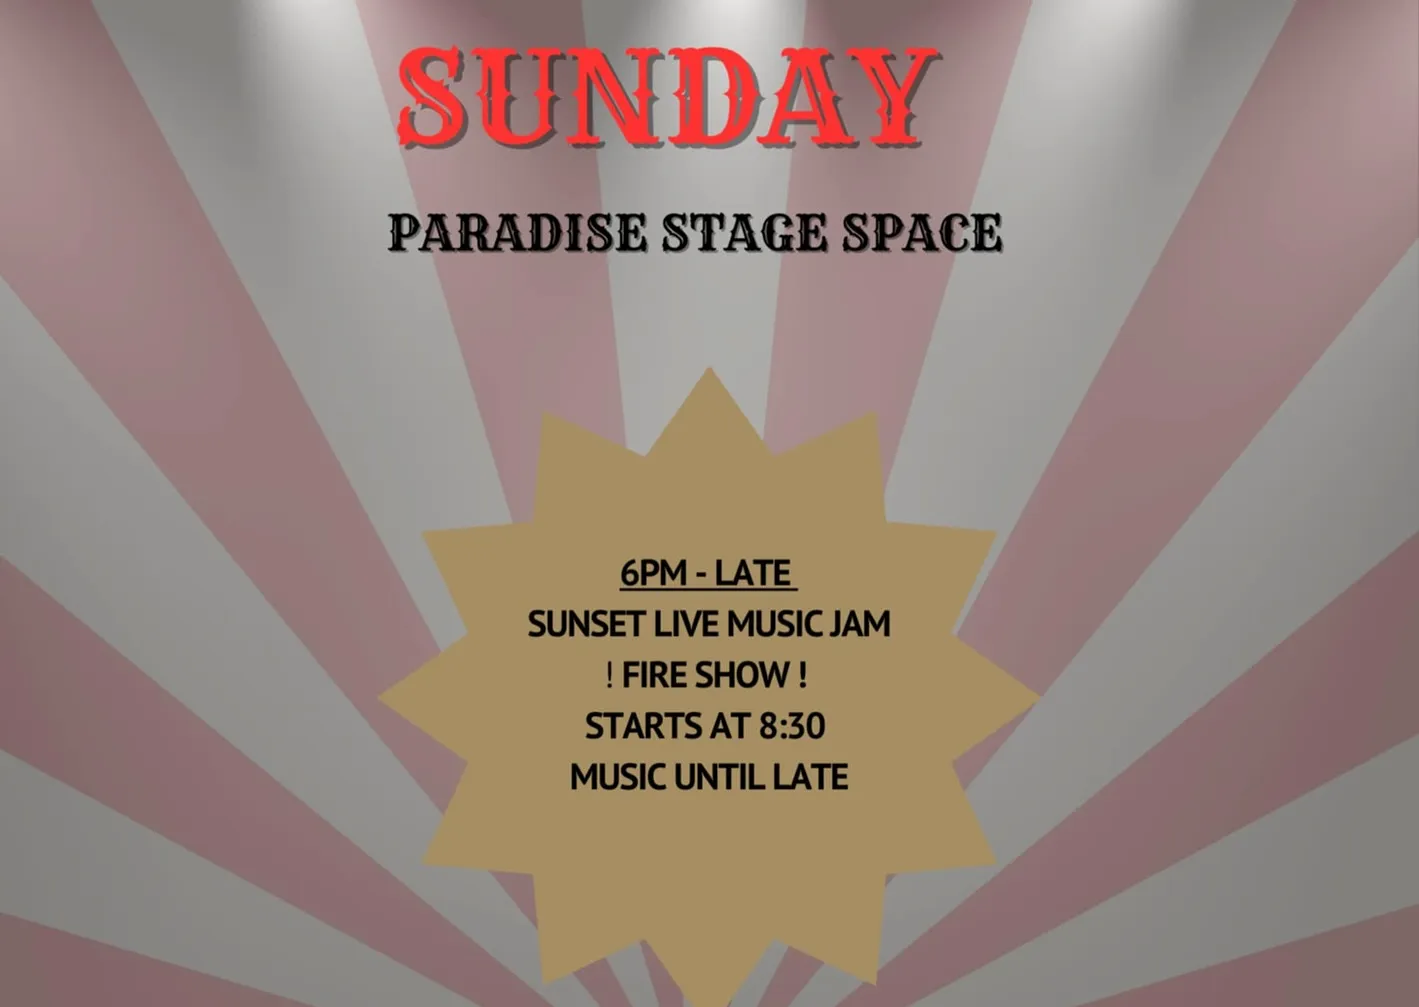 SUNDAY
PARADISE STAGE SPACE
6PM - LATE
SUNSET LIVE MUSIC JAM
! FIRE SHOW !
STARTS AT 8:30
MUSIC UNTIL LATE